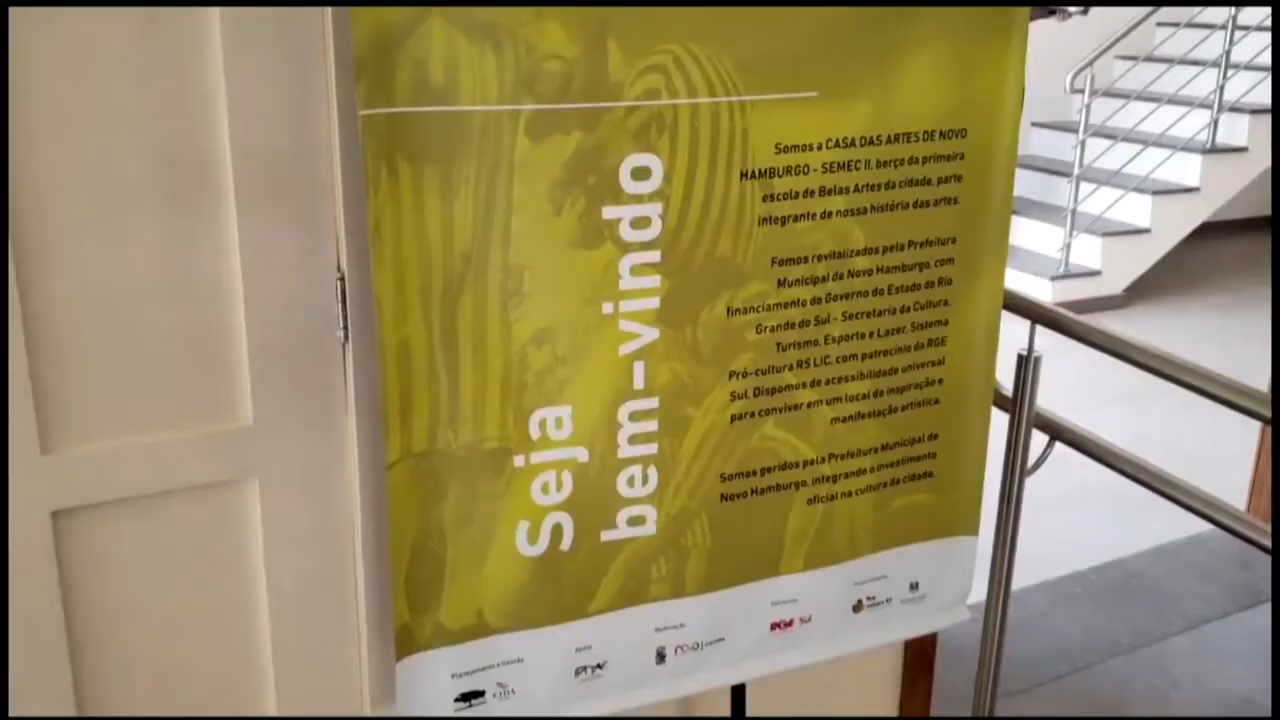 Seja
bem-vindo
Somos a CASA DAS ARTES DE NOVO
HAMBURGO - SEMEC II, berço da primeira
escola de Belas Artes da cidade, parte
integrante de nossa história das artes.
Fomos revitalizados pela Prefeitura
Municipal de Novo Hamburgo, com
financiamento do Governo do Estado do Rio
Grande do Sul - Secretaria da Cultura,
Turismo, Esporte e Lazer, Sistema
Pró-cultura RS LIC, com patrocínio da RGE
Sul. Dispomos de acessibilidade universal
para conviver em um local de inspiração e
manifestação artística.
Somos geridos pela Prefeitura Municipal de
Novo Hamburgo, integrando o investimento
oficial na cultura da cidade.
Planejamento e Gestão
Apoio
Realização
RGE Sul